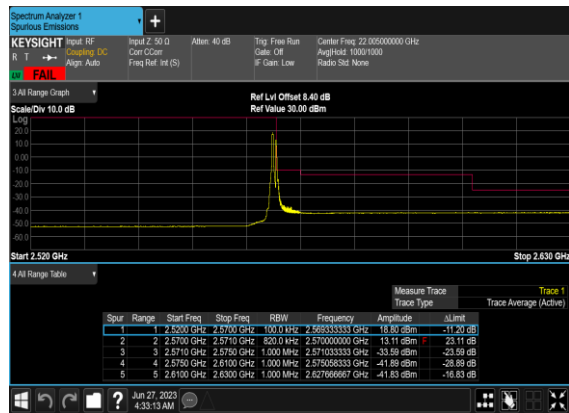 Spectrum Analyzer 1
Spurious Emissions
KEYSIGHT Input: RF Input Z: 50 Ω Atten: 40 dB Trig: Free Run Center Freq: 22.005000000 GHz
R T Coupling: DC Corr CCorr Gate: Off Avg|Hold: 1000/1000
Align: Auto Freq Ref: Int (S) IF Gain: Low Radio Std: None
LXI FAIL
3 All Range Graph
Ref Lvl Offset 8.40 dB
Scale/Div 10.0 dB Ref Value 30.00 dBm
Log
20.0
10.0
0.00
-10.0
-20.0
-30.0
-40.0
-50.0
-60.0
Start 2.520 GHz Stop 2.630 GHz
4 All Range Table
Measure Trace Trace 1
Trace Type Trace Average (Active)
Spur Range Start Freq Stop Freq RBW Frequency Amplitude ΔLimit
1 1 2.5200 GHz 2.5700 GHz 100.0 kHz 2.569333333 GHz 18.80 dBm -11.20 dB
2 2 2.5700 GHz 2.5710 GHz 820.0 kHz 2.570000000 GHz 13.11 dBm F 23.11 dB
3 3 2.5710 GHz 2.5750 GHz 1.000 MHz 2.571033333 GHz -33.59 dBm -23.59 dB
4 4 2.5750 GHz 2.6100 GHz 1.000 MHz 2.575058333 GHz -41.89 dBm -28.89 dB
5 5 2.6100 GHz 2.6300 GHz 1.000 MHz 2.627666667 GHz -41.83 dBm -16.83 dB
Jun 27, 2023
4:33:13 AM